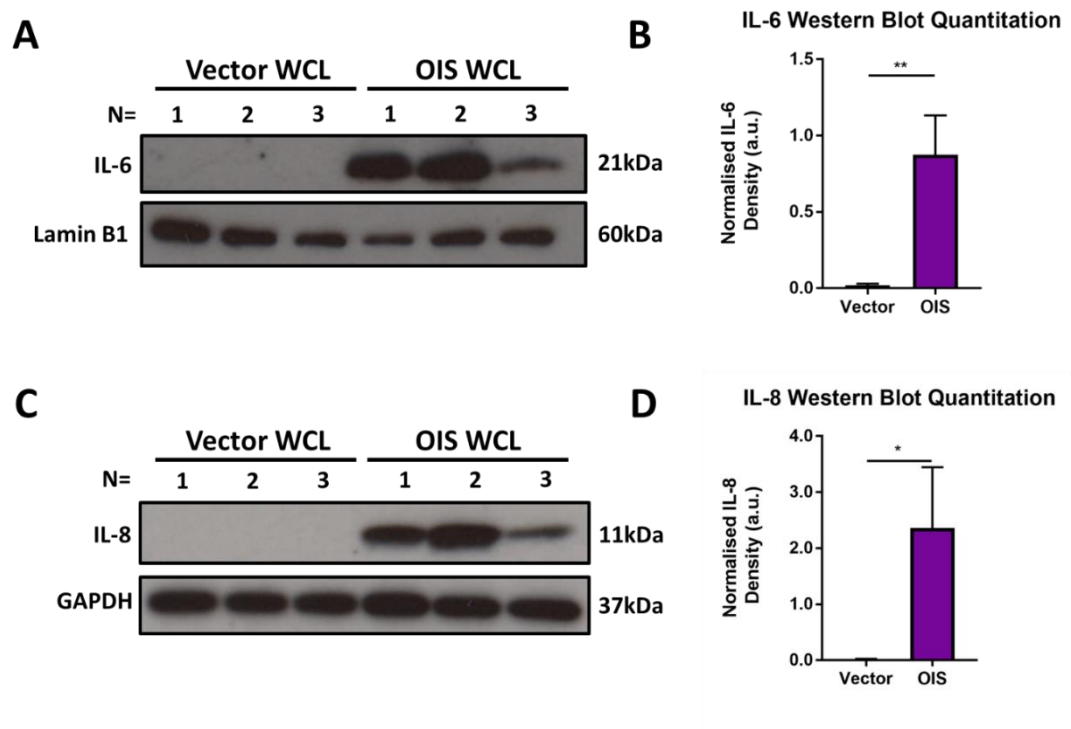 A
Vector WCL OIS WCL
N= 1 2 3 1 2 3
IL-6 21kDa
Lamin B1 60kDa
B
IL-6 Western Blot Quantitation
Normalised IL-6
Density (a.u.)
1.5
1.0
0.5
0.0
**
Vector OIS
C
Vector WCL OIS WCL
N= 1 2 3 1 2 3
IL-8 11kDa
GAPDH 37kDa
D
IL-8 Western Blot Quantitation
Normalised IL-8
Density (a.u.)
4.0
3.0
2.0
1.0
0.0
*
Vector OIS